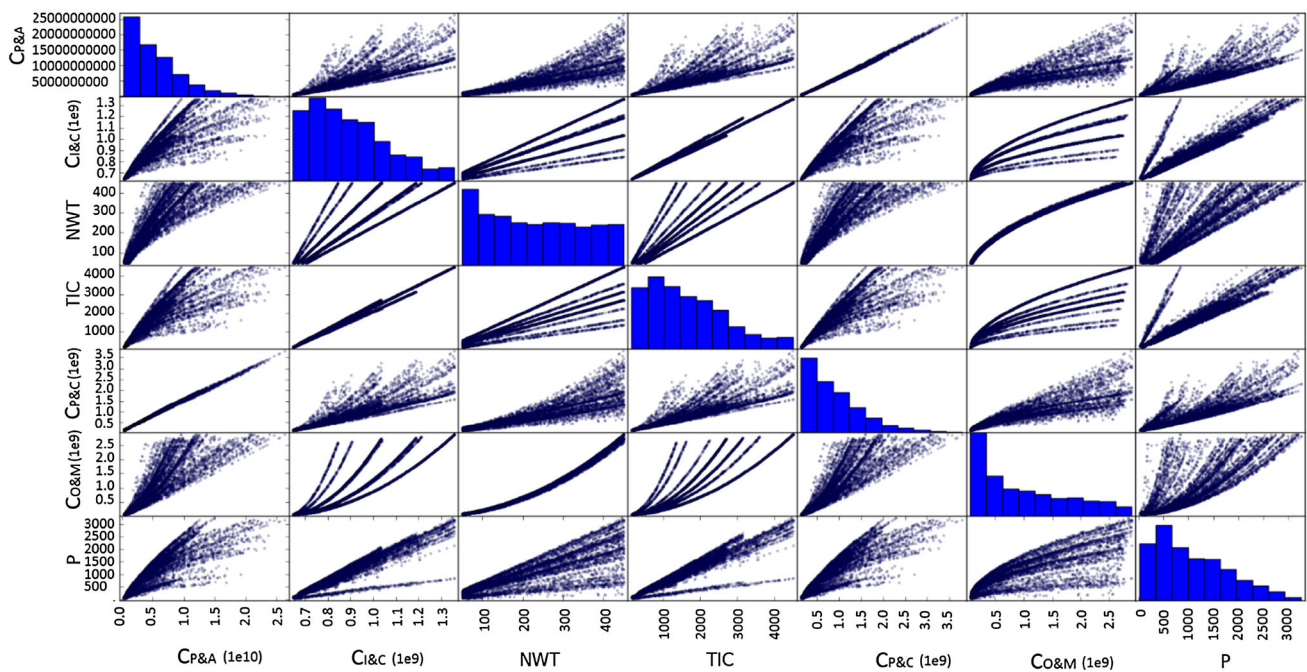 CP&A
25000000000
20000000000
15000000000
10000000000
5000000000
CI&C (1e9)
1.3
1.2
1.1
1.0
0.9
0.8
0.7
NWT
400
300
200
100
TIC
4000
3000
2000
1000
CP&C (1e9)
3.5
3.0
2.5
2.0
1.5
1.0
0.5
CO&M (1e9)
2.5
2.0
1.5
1.0
0.5
P
3000
2500
2000
1500
1000
500
0.0 0.5 1.0 1.5 2.0 2.5
0.7 0.8 0.9 1.0 1.1 1.2 1.3
100 200 300 400
1000 2000 3000 4000
0.5 1.0 1.5 2.0 2.5 3.0 3.5
0.5 1.0 1.5 2.0 2.5
0 500 1000 1500 2000 2500 3000
CP&A (1e10) CI&C (1e9) NWT TIC CP&C (1e9) CO&M (1e9) P